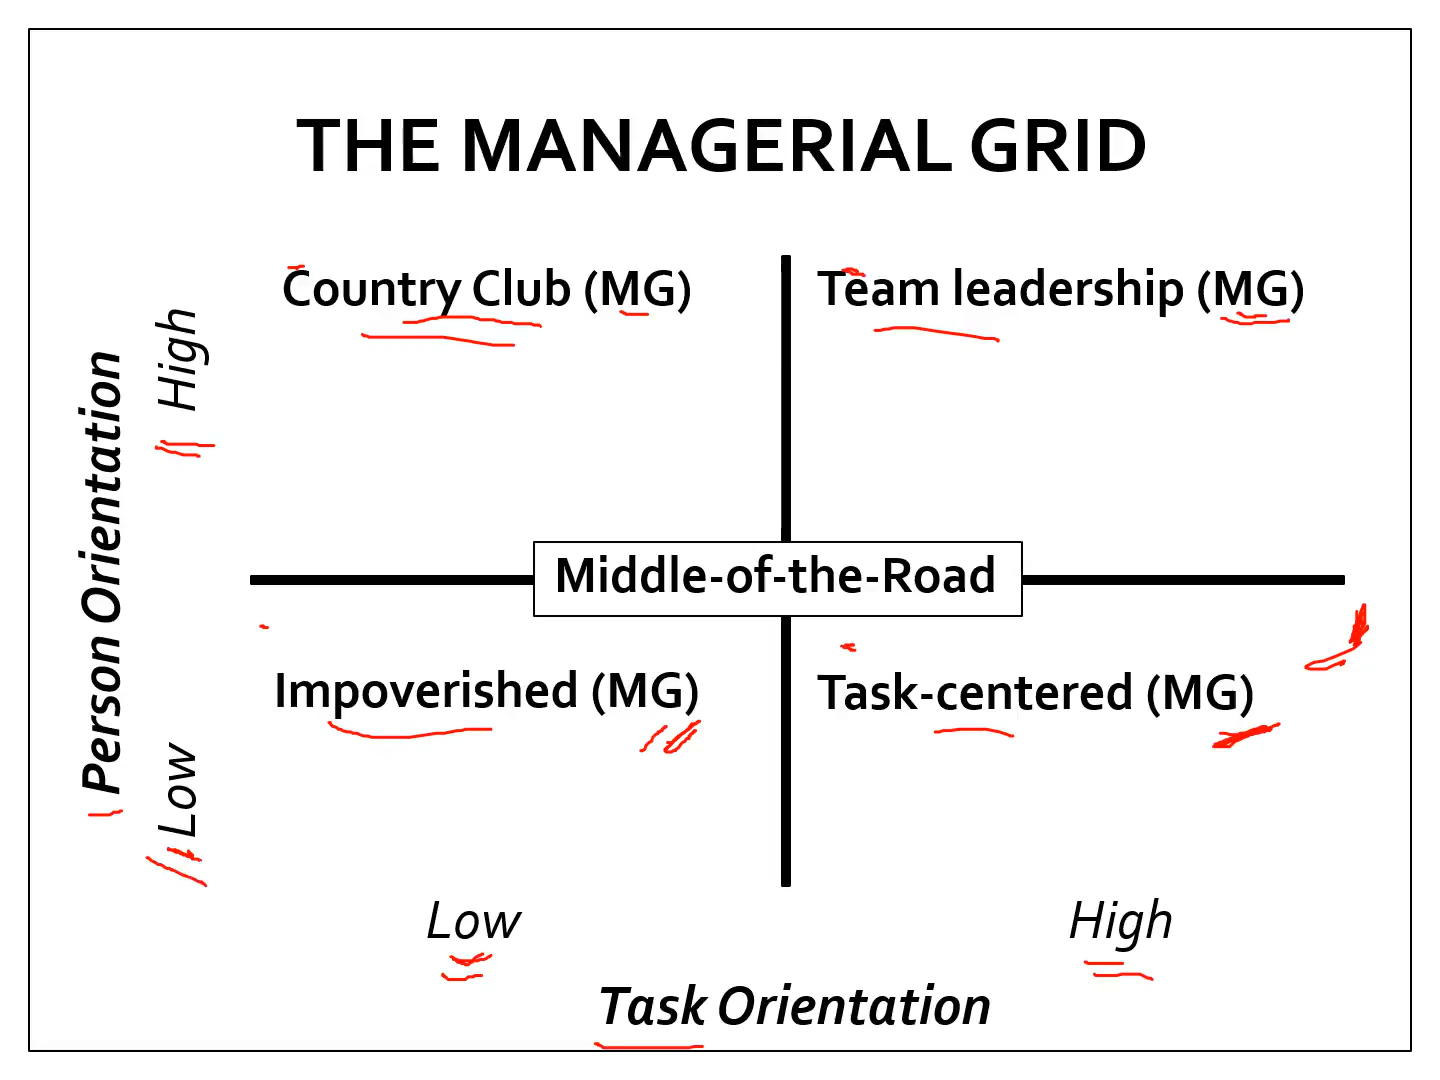 THE MANAGERIAL GRID
Country Club (MG)
Team leadership (MG)
Person Orientation
High
Middle-of-the-Road
Impoverished (MG)
Task-centered (MG)
Low
Low
High
Task Orientation